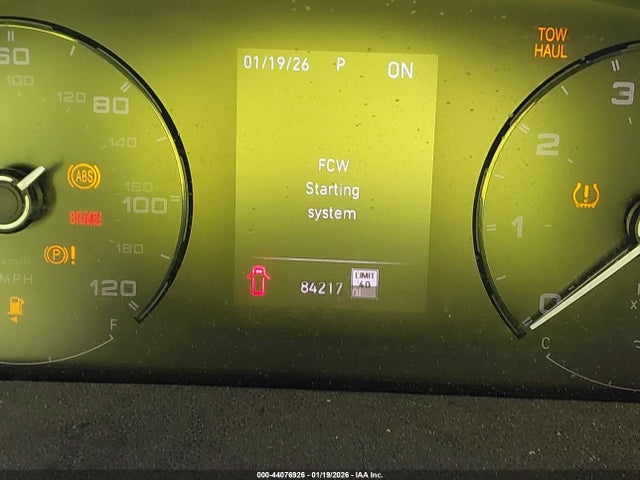 01/19/26 P ON
TOW
HAUL
60
100
120 80
140
160
100
180
km/h
MPH
120
F
ABS
BRAKE
P !
FCW
Starting
system
84217
LIMIT
3
2
1
0
C
X
000-44076926 - 01/19/2026 - IAA Inc.